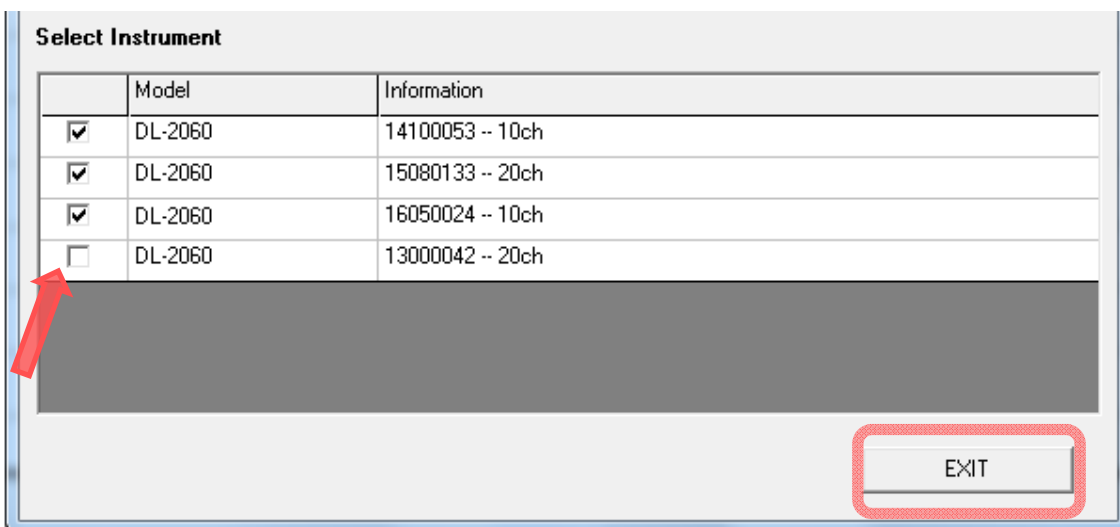 Select Instrument
Model Information
DL-2060 14100053 -- 10ch
DL-2060 15080133 -- 20ch
DL-2060 16050024 -- 10ch
DL-2060 13000042 -- 20ch
EXIT